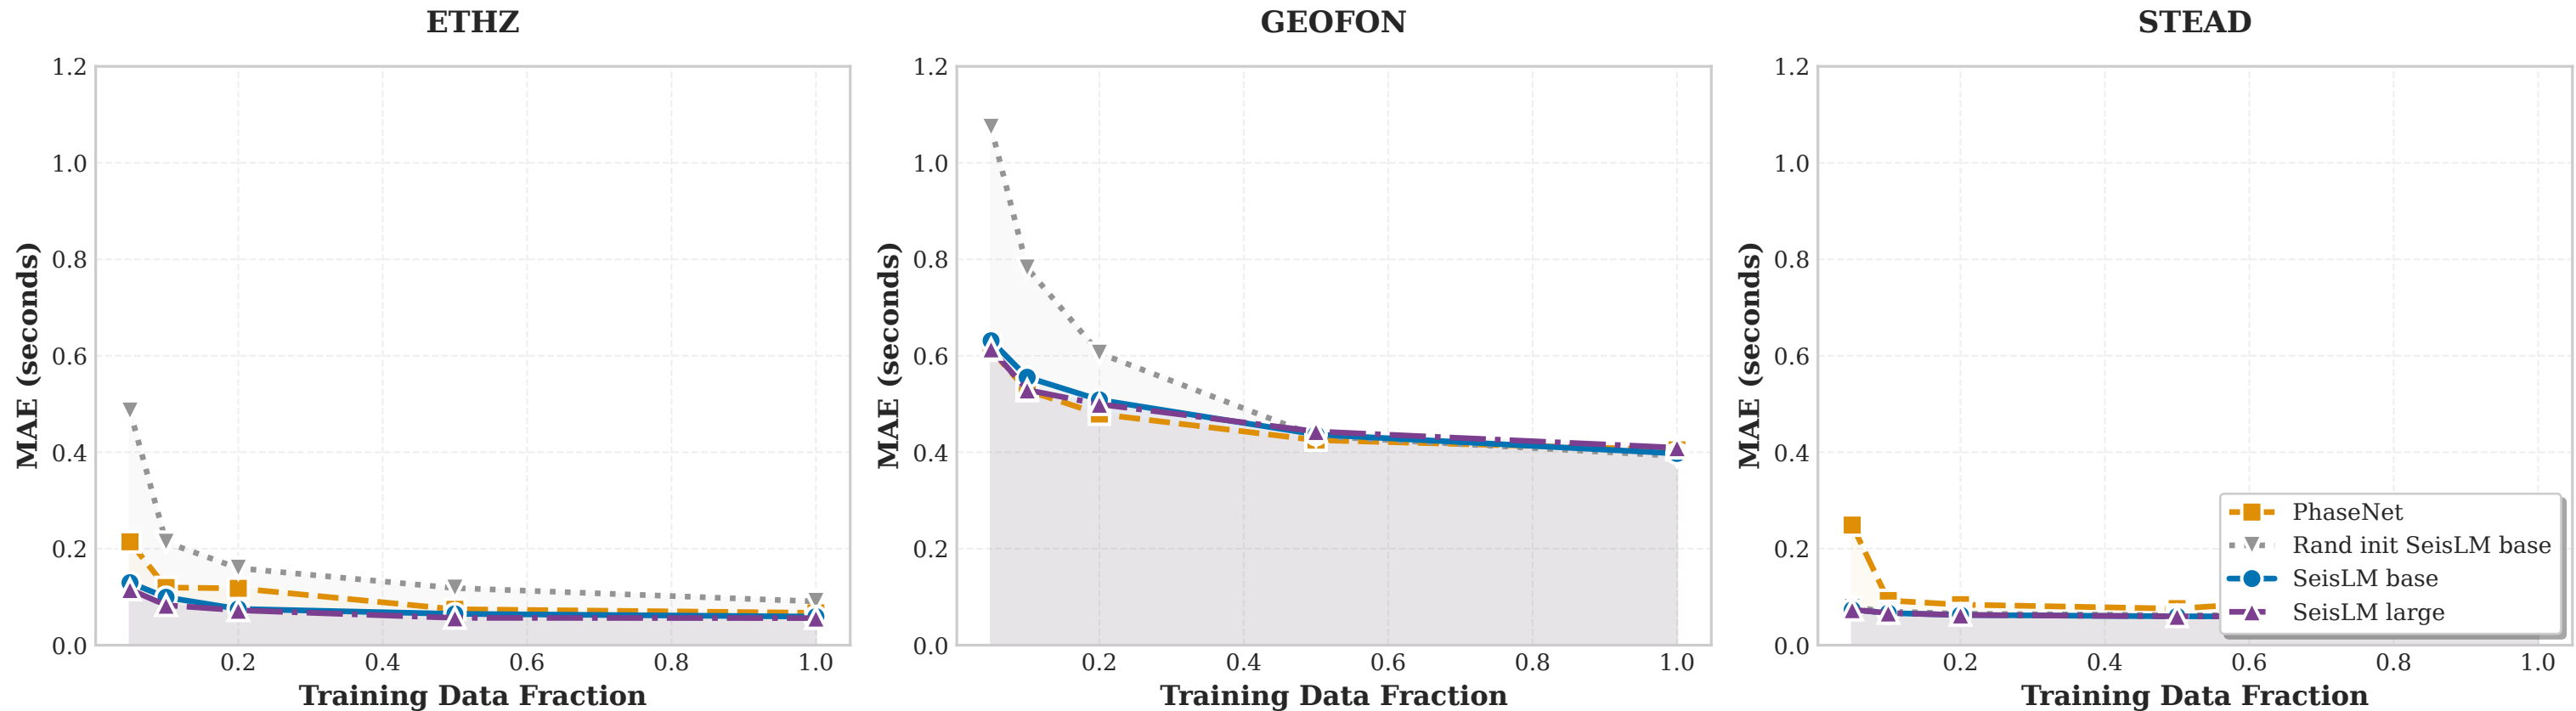 ETHZ
MAE (seconds)
1.2
1.0
0.8
0.6
0.4
0.2
0.0
0.2 0.4 0.6 0.8 1.0
Training Data Fraction
GEOFON
MAE (seconds)
1.2
1.0
0.8
0.6
0.4
0.2
0.0
0.2 0.4 0.6 0.8 1.0
Training Data Fraction
STEAD
MAE (seconds)
1.2
1.0
0.8
0.6
0.4
0.2
0.0
0.2 0.4 0.6 0.8 1.0
Training Data Fraction
PhaseNet
Rand init SeisLM base
SeisLM base
SeisLM large